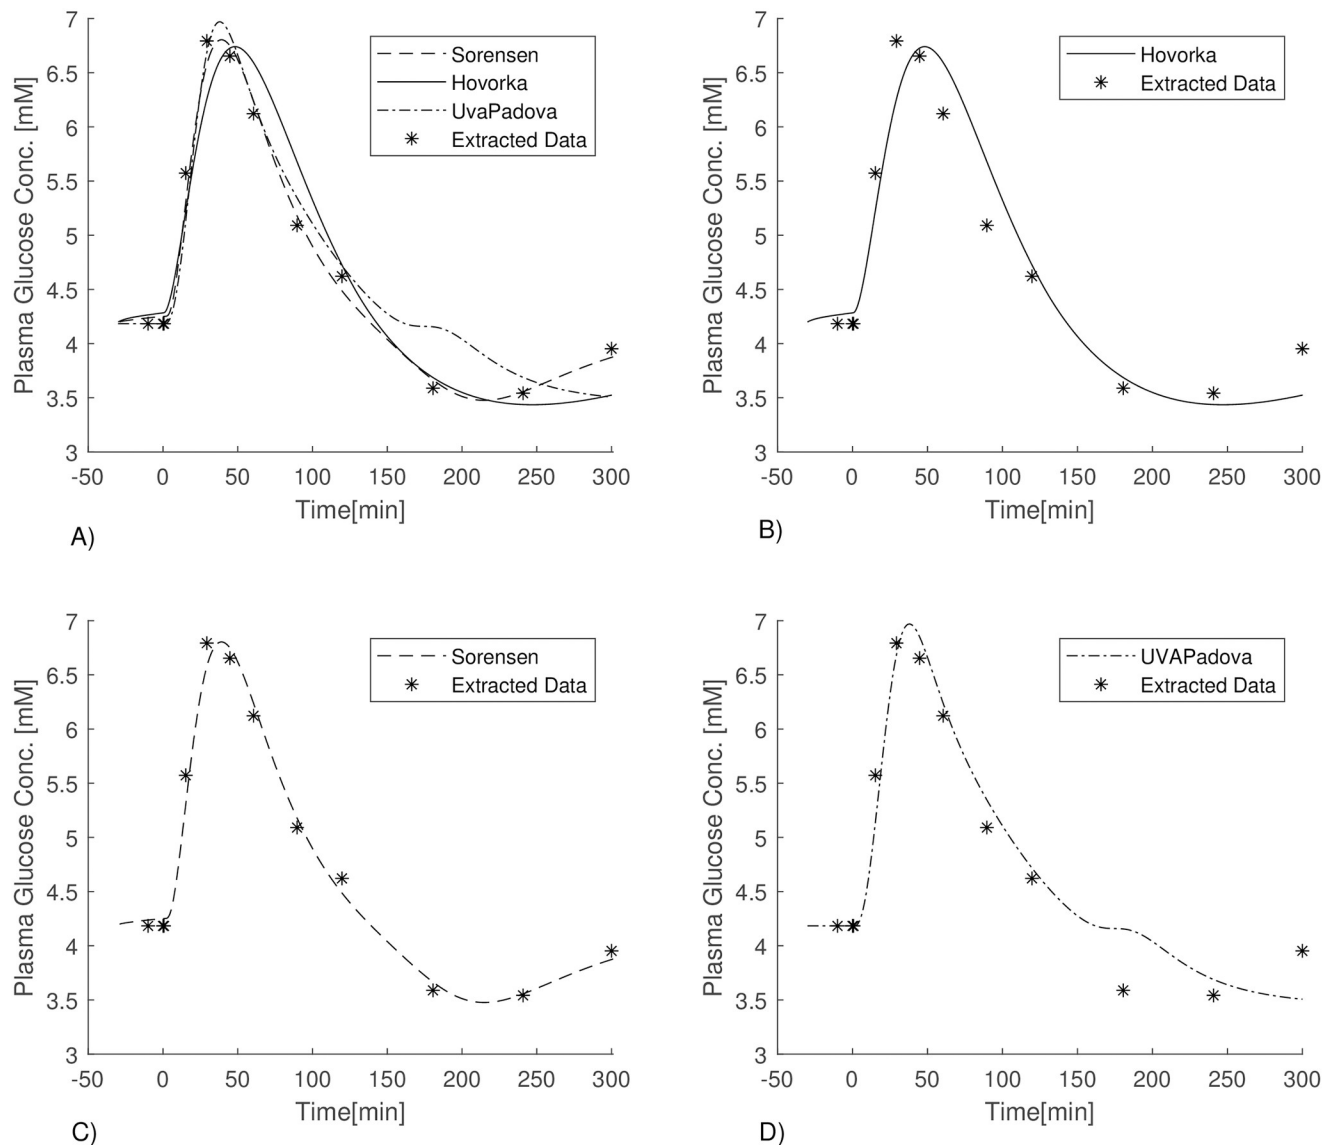 Plasma Glucose Conc. [mM]
7
6.5
6
5.5
5
4.5
4
3.5
3
-50 0 50 100 150 200 250 300
Time[min]
Sorensen
Hovorka
UvaPadova
Extracted Data
A)
Plasma Glucose Conc. [mM]
7
6.5
6
5.5
5
4.5
4
3.5
3
-50 0 50 100 150 200 250 300
Time[min]
Hovorka
Extracted Data
B)
Plasma Glucose Conc. [mM]
7
6.5
6
5.5
5
4.5
4
3.5
3
-50 0 50 100 150 200 250 300
Time[min]
Sorensen
Extracted Data
C)
Plasma Glucose Conc. [mM]
7
6.5
6
5.5
5
4.5
4
3.5
3
-50 0 50 100 150 200 250 300
Time[min]
UVAPadova
Extracted Data
D)